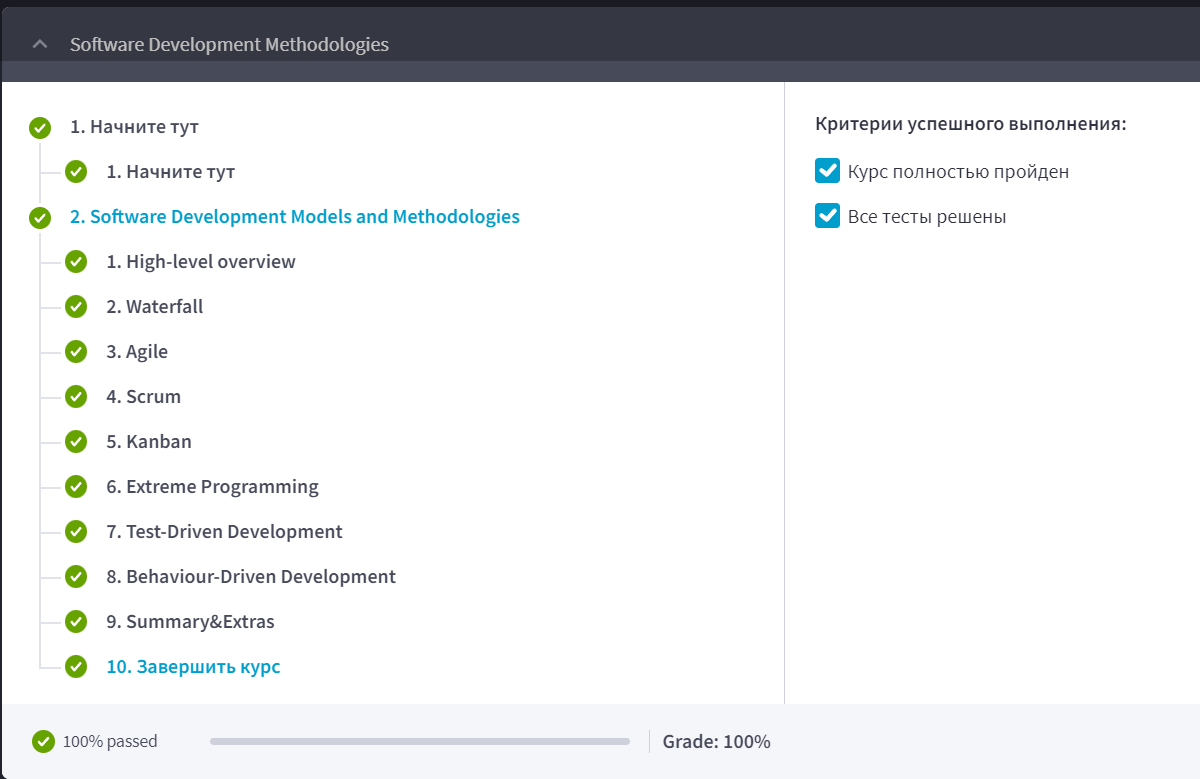 Software Development Methodologies
1. Начните тут
1. Начните тут
2. Software Development Models and Methodologies
1. High-level overview
2. Waterfall
3. Agile
4. Scrum
5. Kanban
6. Extreme Programming
7. Test-Driven Development
8. Behaviour-Driven Development
9. Summary&Extras
10. Завершить курс
Критерии успешного выполнения:
Курс полностью пройден
Все тесты решены
100% passed
Grade: 100%